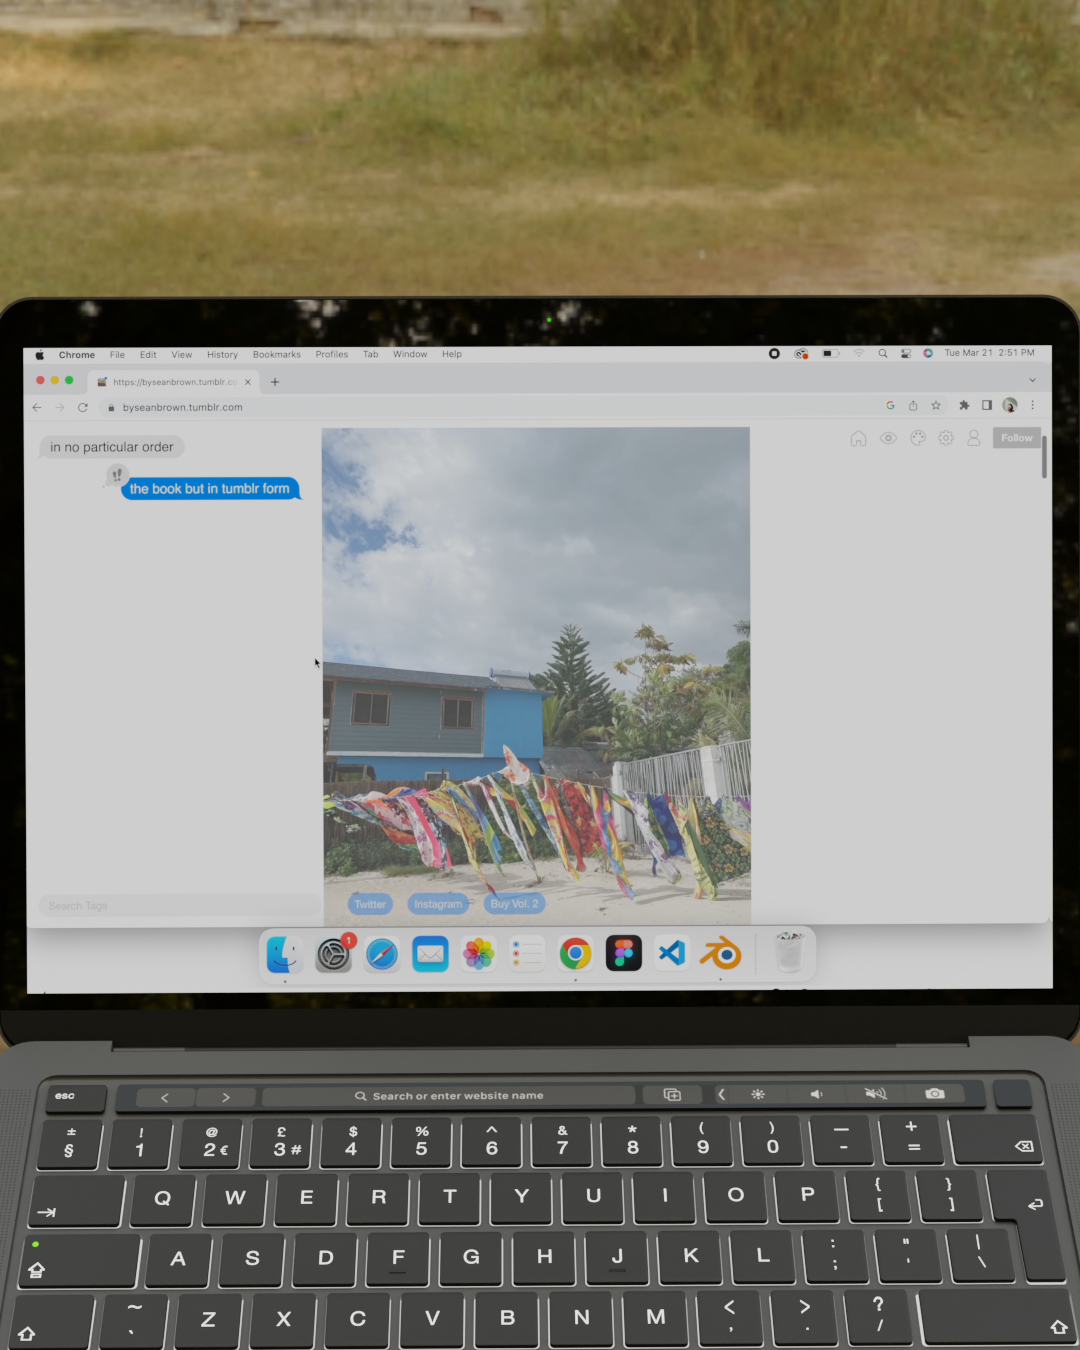 Chrome File Edit View History Bookmarks Profiles Tab Window Help Tue Mar 21 2:51 PM
https://byseanbrown.tumblr.co
byseanbrown.tumblr.com
in no particular order
Follow
the book but in tumblr form
Search Tags
Twitter Instagram Buy Vol. 2
1
esc < > Search or enter website name
± § ! 1 @ 2 € £ 3 # $ 4 % 5 ^ 6 & 7 * 8 ( 9 ) 0 — - + =
Q W E R T Y U I O P { [ } ]
A S D F G H J K L : ; " ' | \
~ ` Z X C V B N M < , > . ? /